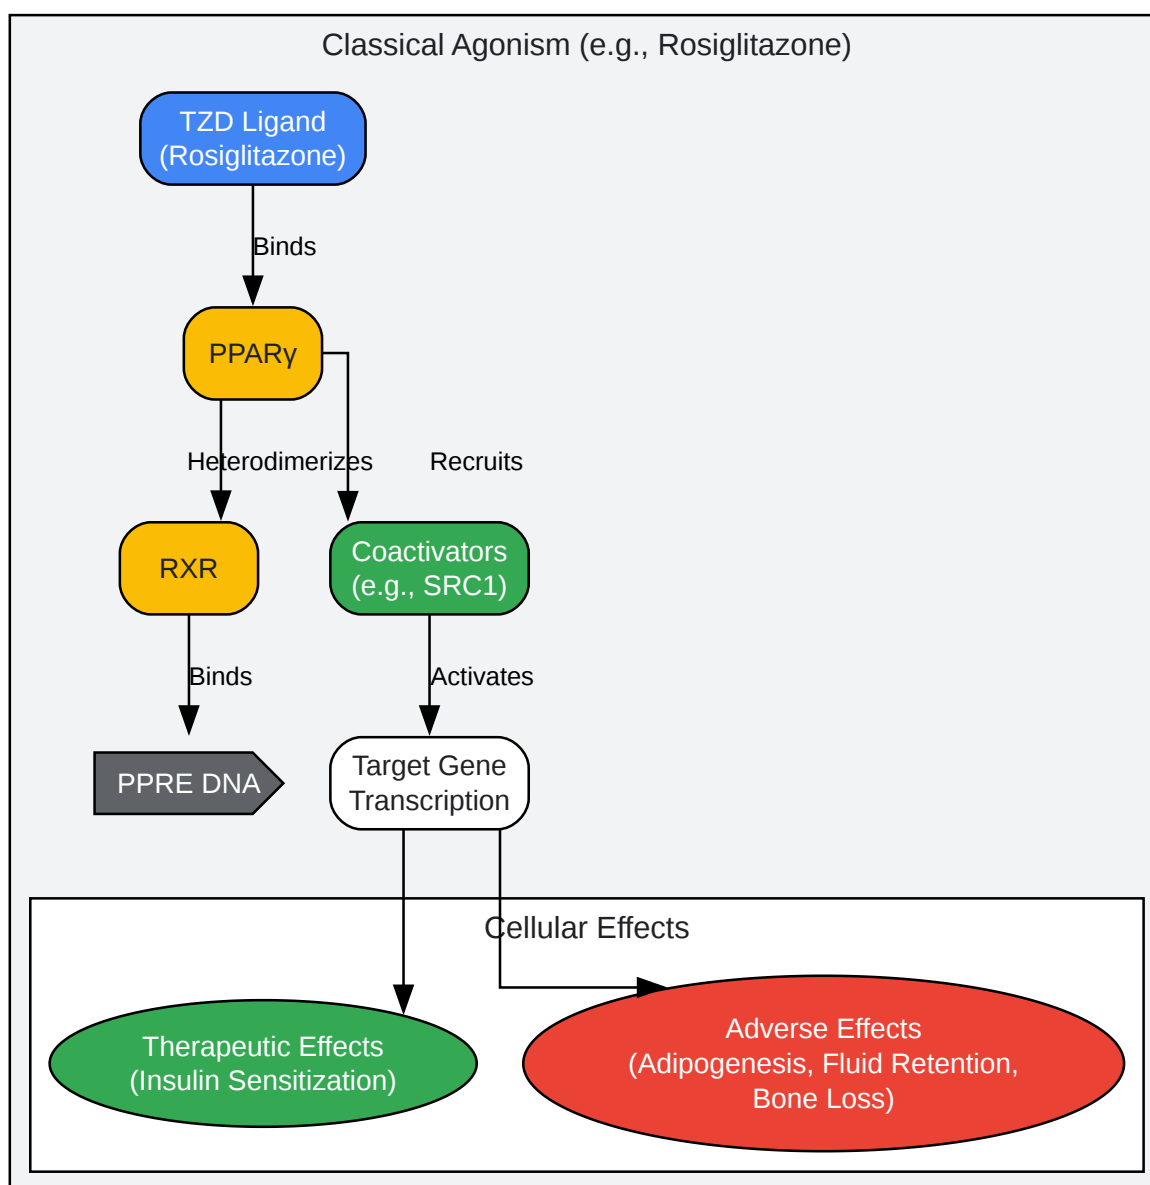 Classical Agonism (e.g., Rosiglitazone)
TZD Ligand
(Rosiglitazone)
Binds
PPARγ
Heterodimerizes
Recruits
RXR
Coactivators
(e.g., SRC1)
Binds
Activates
PPRE DNA
Target Gene
Transcription
Cellular Effects
Therapeutic Effects
(Insulin Sensitization)
Adverse Effects
(Adipogenesis, Fluid Retention,
Bone Loss)